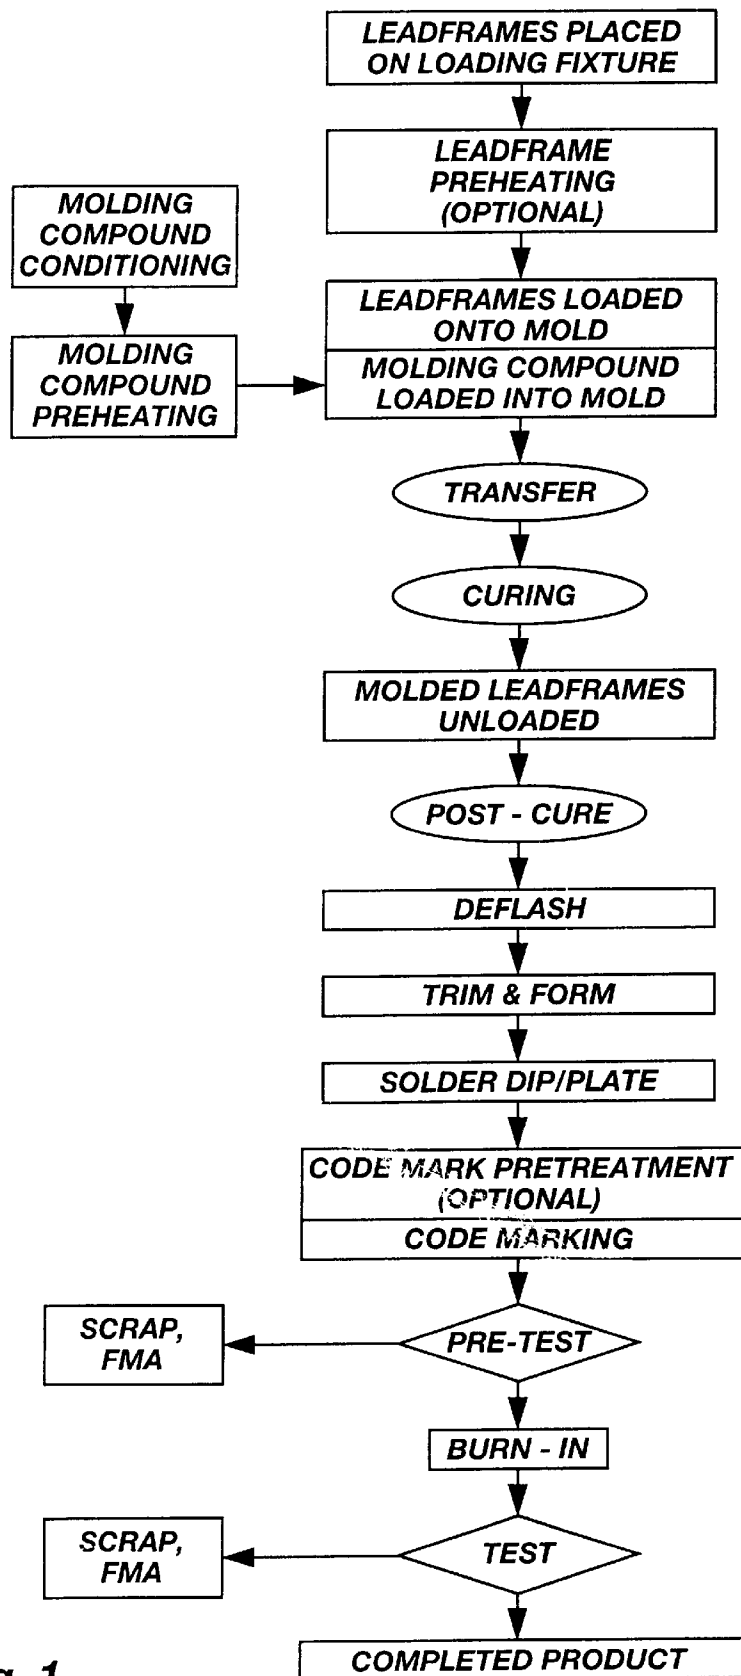 LEADFRAMES PLACED
ON LOADING FIXTURE
LEADFRAME
PREHEATING
(OPTIONAL)
MOLDING
COMPOUND
CONDITIONING
LEADFRAMES LOADED
ONTO MOLD
MOLDING
COMPOUND
PREHEATING
MOLDING COMPOUND
LOADED INTO MOLD
TRANSFER
CURING
MOLDED LEADFRAMES
UNLOADED
POST - CURE
DEFLASH
TRIM & FORM
SOLDER DIP/PLATE
CODE MARK PRETREATMENT
(OPTIONAL)
CODE MARKING
SCRAP,
FMA
PRE-TEST
BURN - IN
SCRAP,
FMA
TEST
COMPLETED PRODUCT